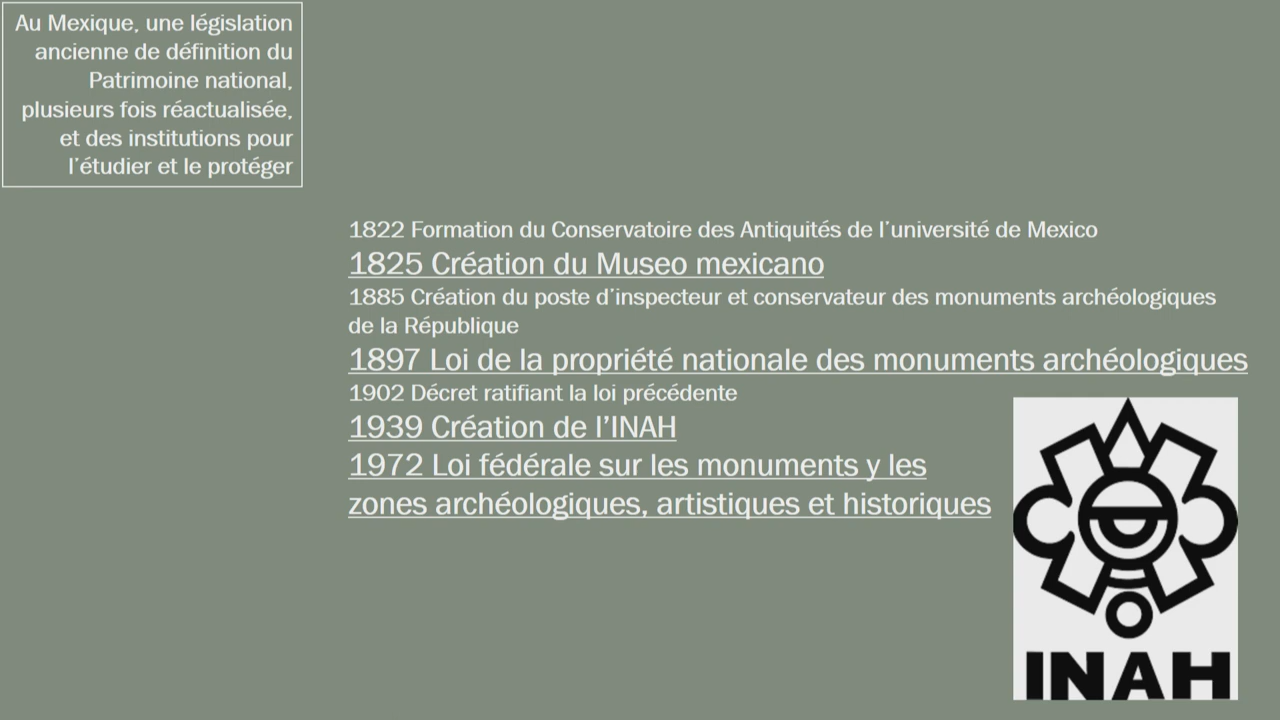 Au Mexique, une législation
ancienne de définition du
Patrimoine national,
plusieurs fois réactualisée,
et des institutions pour
l’étudier et le protéger
1822 Formation du Conservatoire des Antiquités de l’université de Mexico
1825 Création du Museo mexicano
1885 Création du poste d’inspecteur et conservateur des monuments archéologiques
de la République
1897 Loi de la propriété nationale des monuments archéologiques
1902 Décret ratifiant la loi précédente
1939 Création de l’INAH
1972 Loi fédérale sur les monuments y les
zones archéologiques, artistiques et historiques
INAH